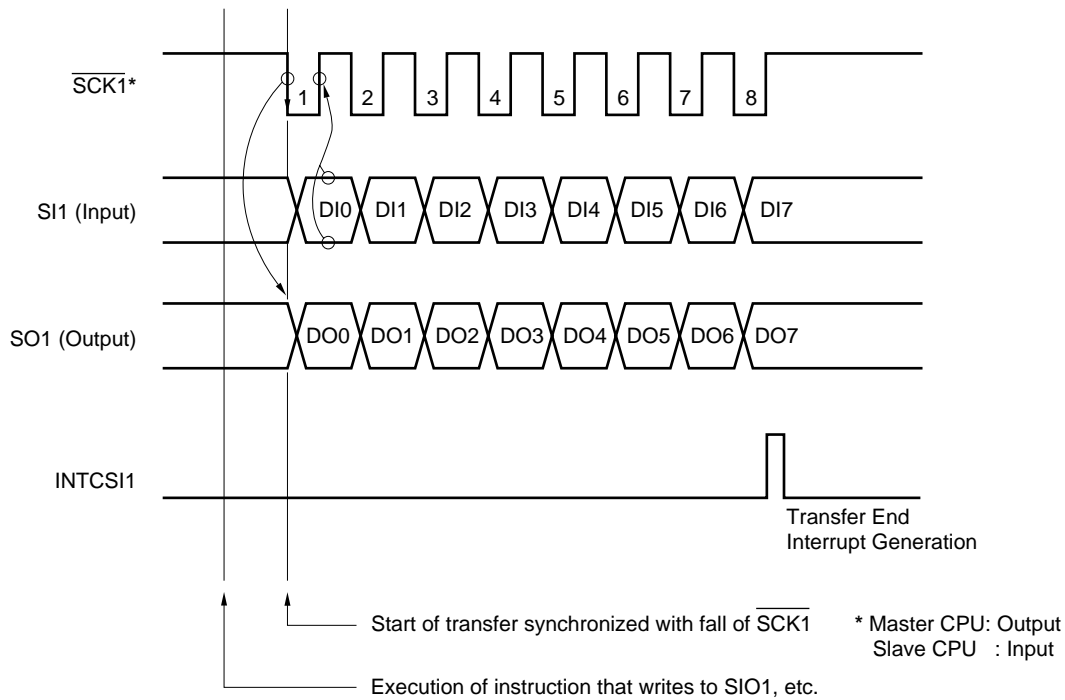 SCK1*
1 2 3 4 5 6 7 8
SI1 (Input)
DI0 DI1 DI2 DI3 DI4 DI5 DI6 DI7
SO1 (Output)
DO0 DO1 DO2 DO3 DO4 DO5 DO6 DO7
INTCSI1
Transfer End
Interrupt Generation
Start of transfer synchronized with fall of SCK1
* Master CPU: Output
Slave CPU : Input
Execution of instruction that writes to SIO1, etc.